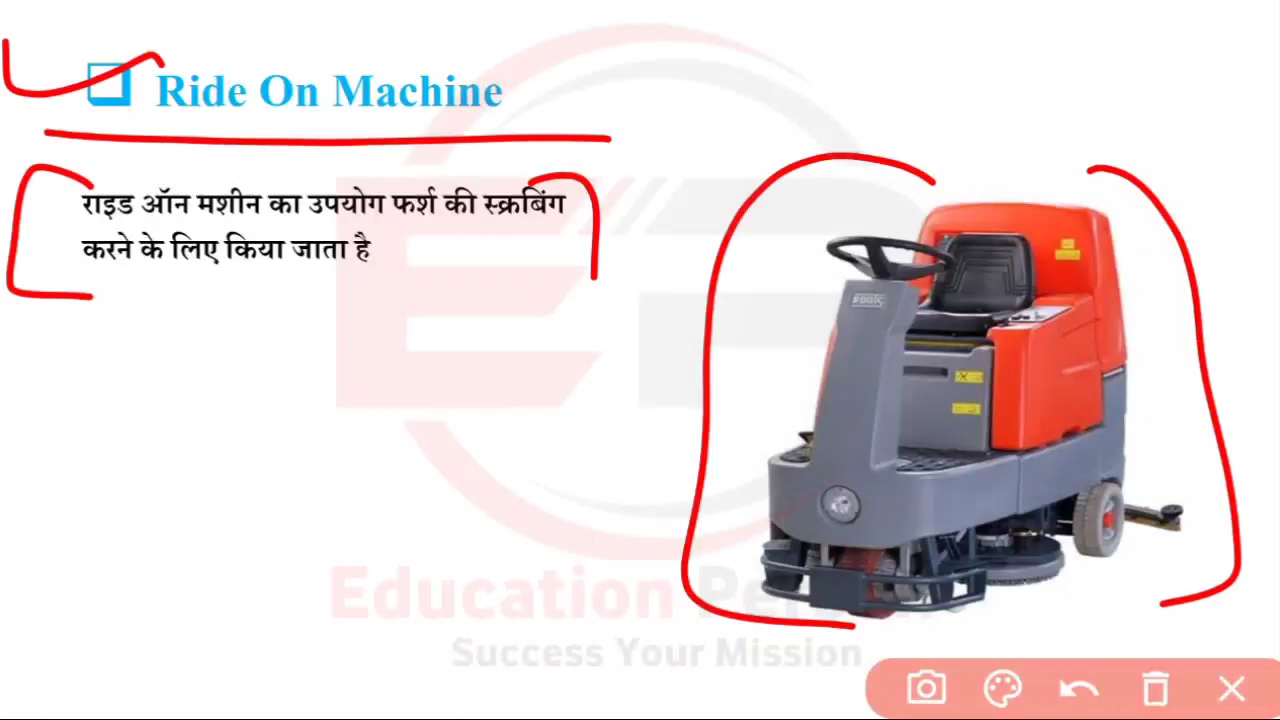 Ride On Machine
राइड ऑन मशीन का उपयोग फर्श की स्क्रबिंग
करने के लिए किया जाता है
Education
Success Your Mission